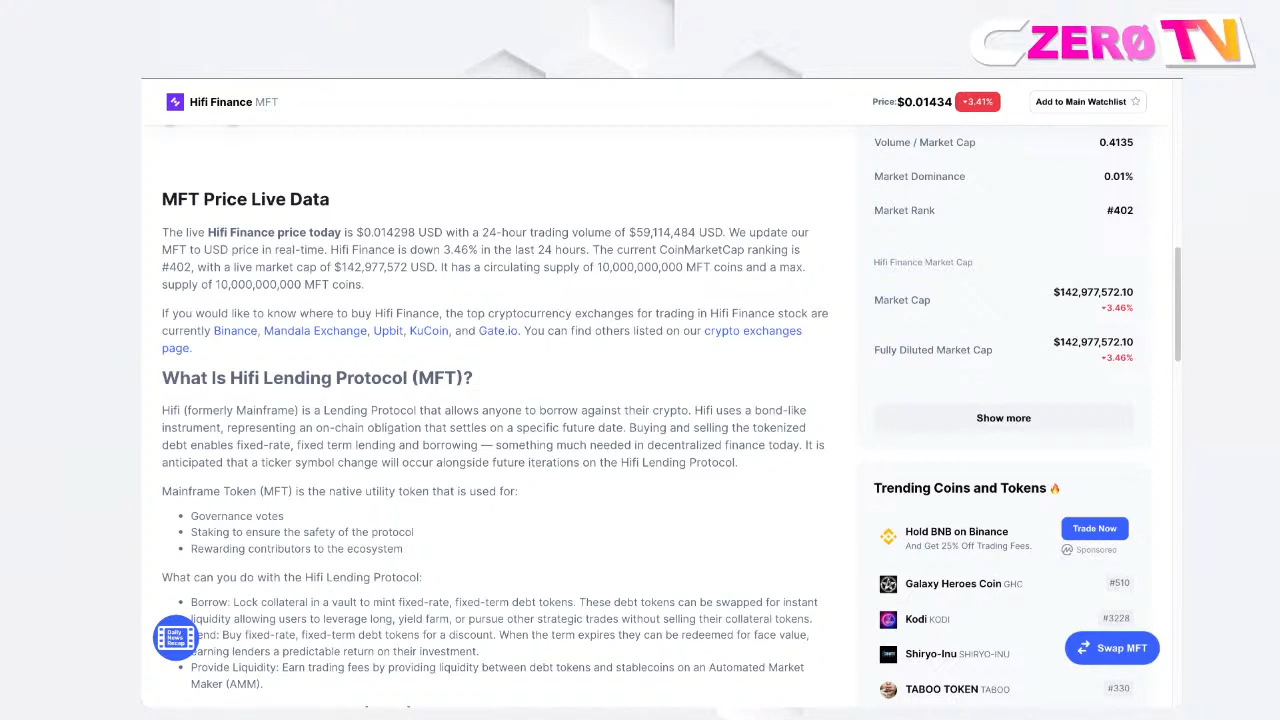 CZERØ TV
Hifi Finance MFT
Price: $0.01434 3.41%
Add to Main Watchlist
MFT Price Live Data
The live Hifi Finance price today is $0.014298 USD with a 24-hour trading volume of $59,114,484 USD. We update our
MFT to USD price in real-time. Hifi Finance is down 3.46% in the last 24 hours. The current CoinMarketCap ranking is
#402, with a live market cap of $142,977,572 USD. It has a circulating supply of 10,000,000,000 MFT coins and a max.
supply of 10,000,000,000 MFT coins.
If you would like to know where to buy Hifi Finance, the top cryptocurrency exchanges for trading in Hifi Finance stock are
currently Binance, Mandala Exchange, Upbit, KuCoin, and Gate.io. You can find others listed on our crypto exchanges
page.
What Is Hifi Lending Protocol (MFT)?
Hifi (formerly Mainframe) is a Lending Protocol that allows anyone to borrow against their crypto. Hifi uses a bond-like
instrument, representing an on-chain obligation that settles on a specific future date. Buying and selling the tokenized
debt enables fixed-rate, fixed term lending and borrowing — something much needed in decentralized finance today. It is
anticipated that a ticker symbol change will occur alongside future iterations on the Hifi Lending Protocol.
Mainframe Token (MFT) is the native utility token that is used for:
• Governance votes
• Staking to ensure the safety of the protocol
• Rewarding contributors to the ecosystem
What can you do with the Hifi Lending Protocol:
• Borrow: Lock collateral in a vault to mint fixed-rate, fixed-term debt tokens. These debt tokens can be swapped for instant
liquidity allowing users to leverage long, yield farm, or pursue other strategic trades without selling their collateral tokens.
end: Buy fixed-rate, fixed-term debt tokens for a discount. When the term expires they can be redeemed for face value,
earning lenders a predictable return on their investment.
• Provide Liquidity: Earn trading fees by providing liquidity between debt tokens and stablecoins on an Automated Market
Maker (AMM).
Daily
News
Recap
Volume / Market Cap 0.4135
Market Dominance 0.01%
Market Rank #402
Hifi Finance Market Cap
Market Cap $142,977,572.10
3.46%
Fully Diluted Market Cap $142,977,572.10
3.46%
Show more
Trending Coins and Tokens
Hold BNB on Binance
And Get 25% Off Trading Fees.
Trade Now
Sponsored
Galaxy Heroes Coin GHC #510
Kodi KODI #3228
Shiryo-Inu SHIRYO-INU
Swap MFT
TABOO TOKEN TABOO #330